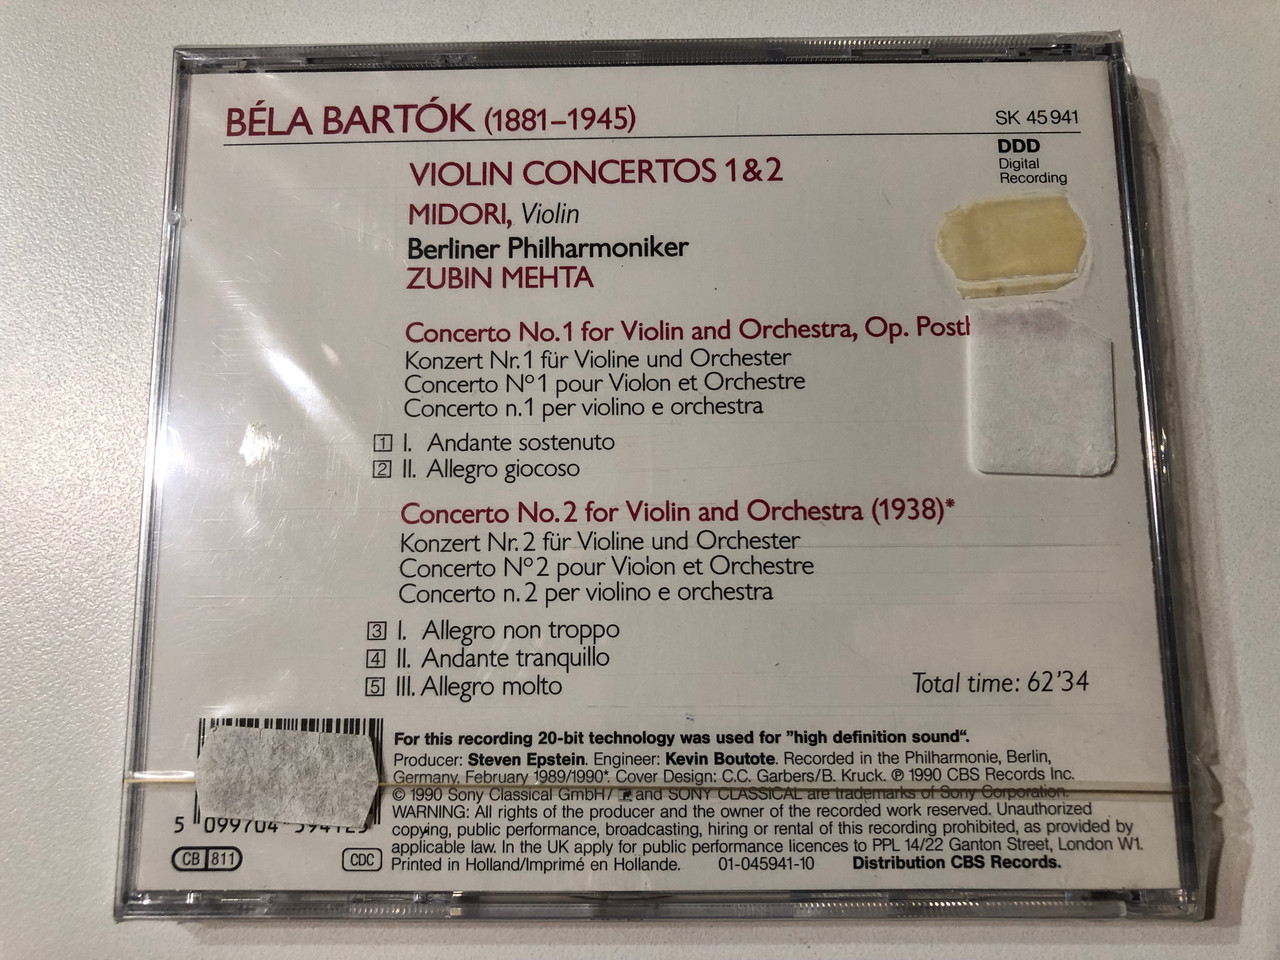 BÉLA BARTÓK (1881–1945)
SK 45941
DDD
Digital
Recording
VIOLIN CONCERTOS 1&2
MIDORI, Violin
Berliner Philharmoniker
ZUBIN MEHTA
Concerto No.1 for Violin and Orchestra, Op.
Konzert Nr.1 für Violine und Orchester
Concerto Nº1 pour Violon et Orchestre
Concerto n.1 per violino e orchestra
1 I. Andante sostenuto
2 II. Allegro giocoso
Concerto No.2 for Violin and Orchestra (1938)*
Konzert Nr.2 für Violine und Orchester
Concerto Nº2 pour Violon et Orchestre
Concerto n.2 per violino e orchestra
3 I. Allegro non troppo
4 II. Andante tranquillo
5 III. Allegro molto
Total time: 62'34
For this recording 20-bit technology was used for "high definition sound".
Producer: Steven Epstein. Engineer: Kevin Boutote. Recorded in the Philharmonie, Berlin,
Germany, February 1989/1990*. Cover Design: C.C. Garbers/B. Kruck. ℗ 1990 CBS Records Inc.
© 1990 Sony Classical GmbH/ and SONY CLASSICAL are trademarks of Sony Corporation.
WARNING: All rights of the producer and the owner of the recorded work reserved. Unauthorized
copying, public performance, broadcasting, hiring or rental of this recording prohibited, as provided by
applicable law. In the UK apply for public performance licences to PPL 14/22 Ganton Street, London W1.
Printed in Holland/Imprimé en Hollande. 01-045941-10 Distribution CBS Records.
5 099704
CB 811
CDC